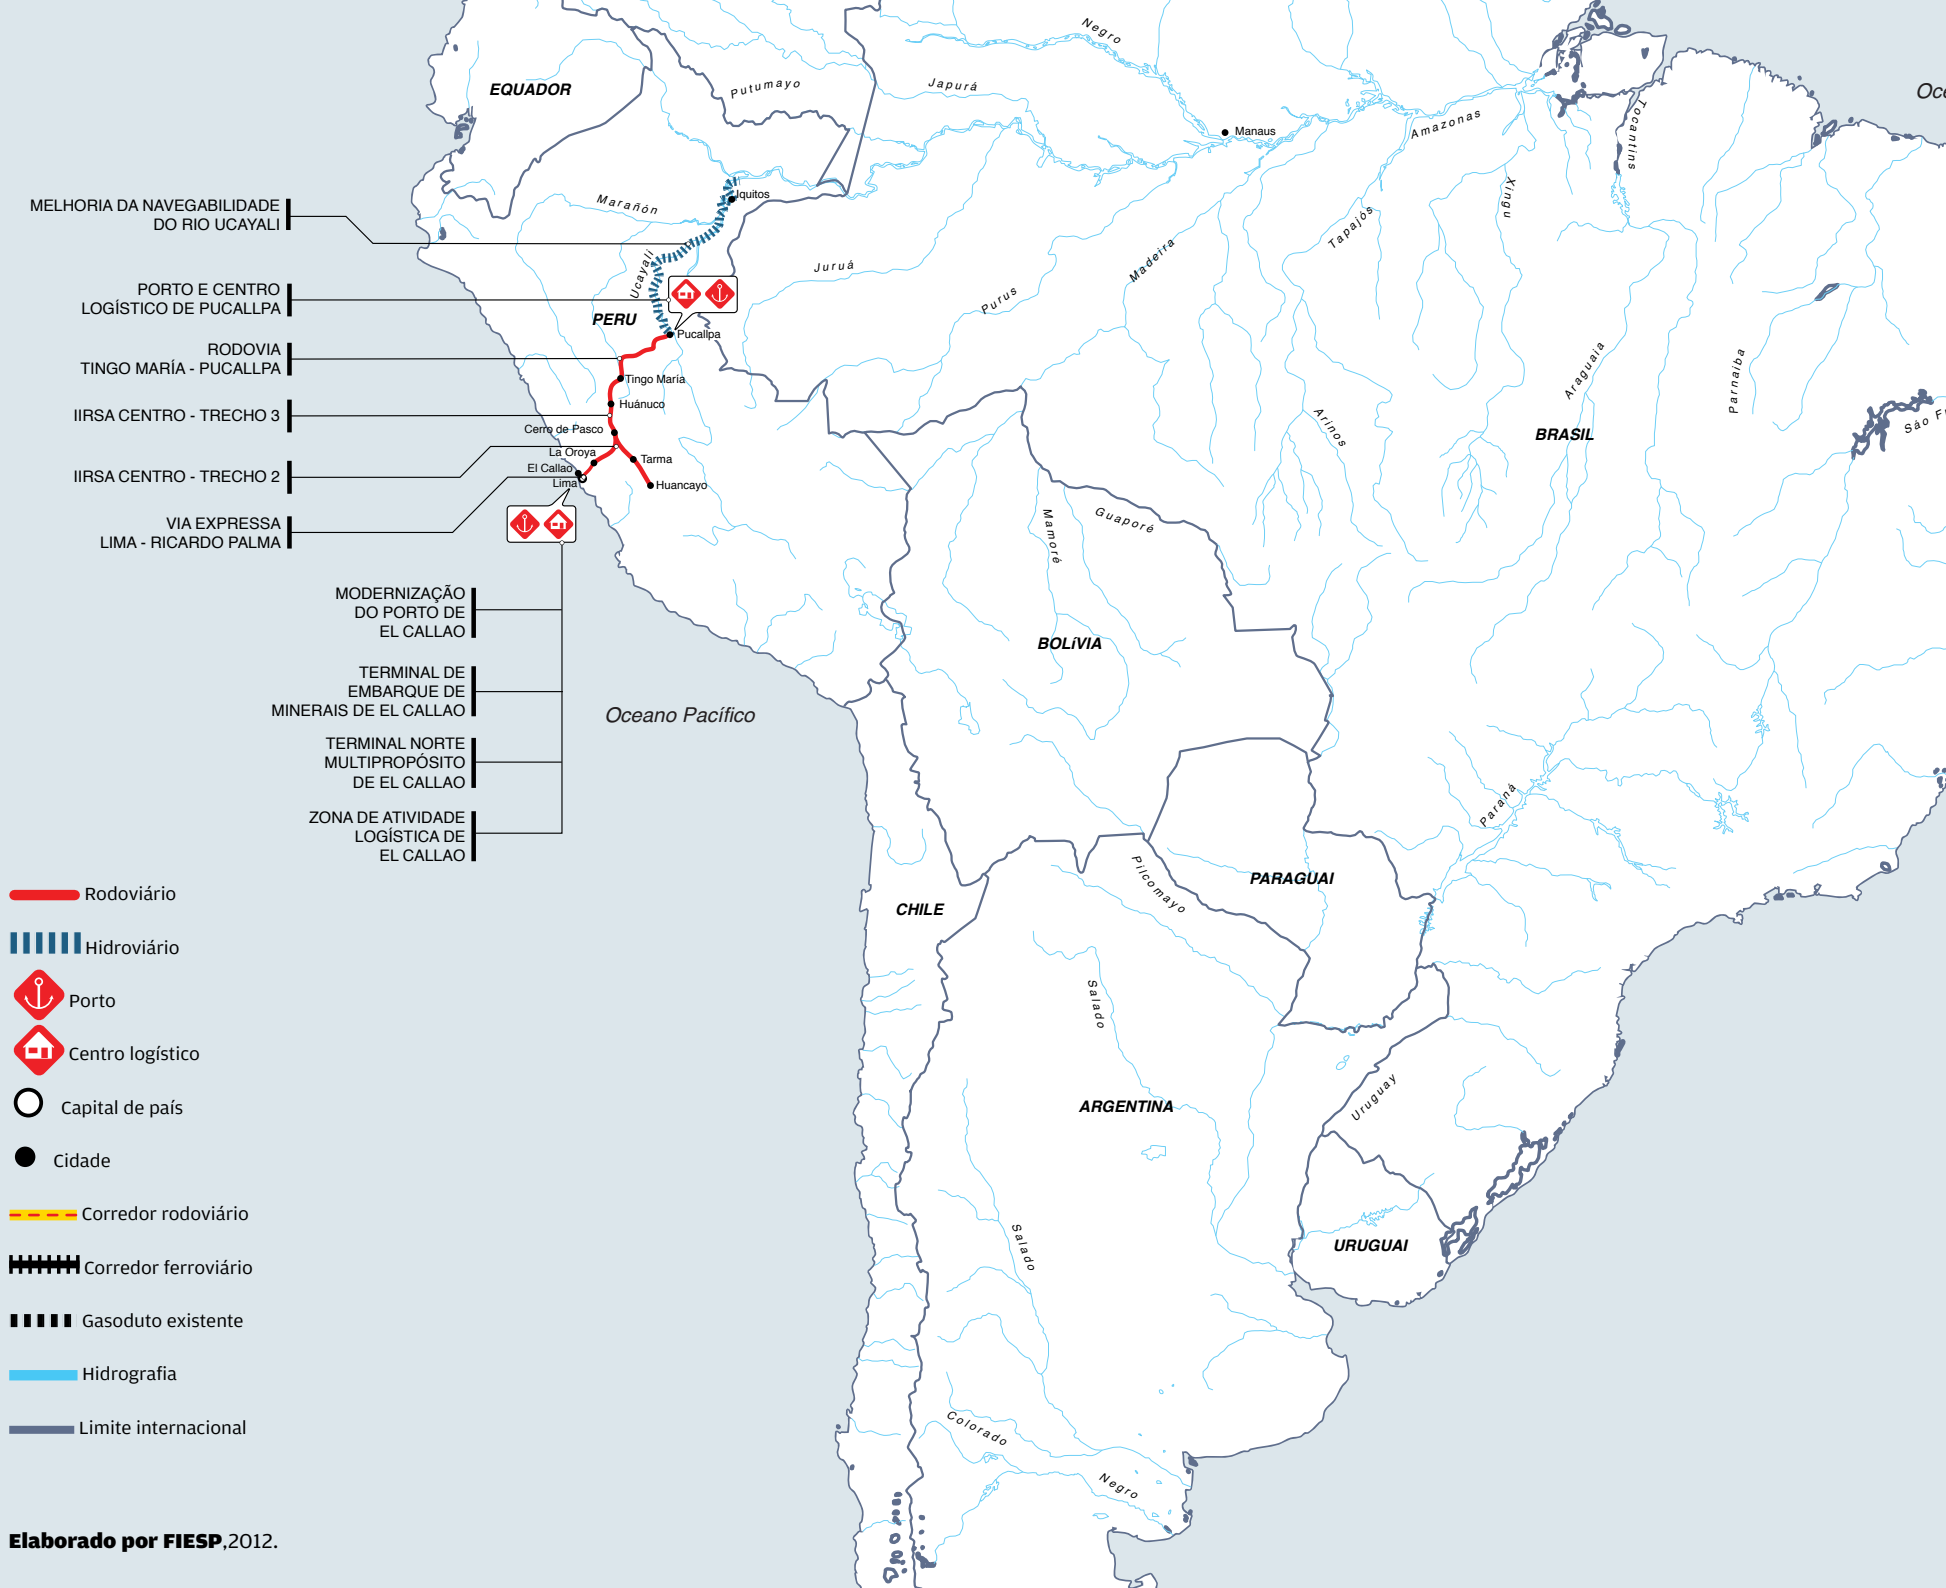 Negro
Oce
EQUADOR
Putumayo
Japurá
Manaus
Amazonas
Tocantins
MELHORIA DA NAVEGABILIDADE
DO RIO UCAYALI
Iquitos
Marañón
Xingu
Tapajós
Madeira
Juruá
Ucayali
PORTO E CENTRO
LOGÍSTICO DE PUCALLPA
Purus
PERU
Pucallpa
RODOVIA
TINGO MARÍA - PUCALLPA
Tingo María
Araguaia
Parnaiba
IIRSA CENTRO - TRECHO 3
Huánuco
Cerro de Pasco
Arinos
BRASIL
São F
La Oroya
Tarma
El Callao
Lima
Huancayo
IIRSA CENTRO - TRECHO 2
VIA EXPRESSA
LIMA - RICARDO PALMA
Mamoré
Guaporé
MODERNIZAÇÃO
DO PORTO DE
EL CALLAO
BOLíVIA
TERMINAL DE
EMBARQUE DE
MINERAIS DE EL CALLAO
Oceano Pacífico
TERMINAL NORTE
MULTIPROPÓSITO
DE EL CALLAO
Paraná
ZONA DE ATIVIDADE
LOGÍSTICA DE
EL CALLAO
Pilcomayo
PARAGUAI
CHILE
Rodoviário
Hidroviário
Porto
Centro logístico
Capital de país
Cidade
Corredor rodoviário
Corredor ferroviário
Gasoduto existente
Hidrografia
Limite internacional
Salado
ARGENTINA
Uruguay
Salado
URUGUAI
Colorado
Negro
Elaborado por FIESP,2012.